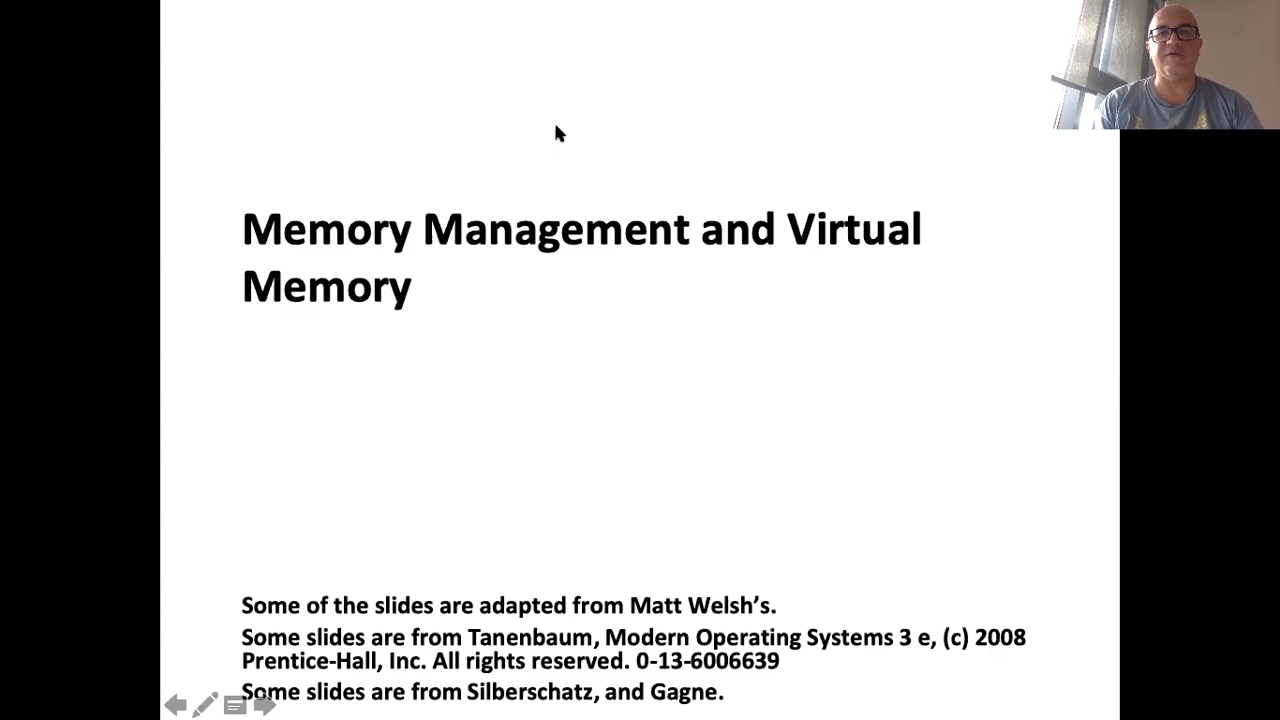 Memory Management and Virtual
Memory
Some of the slides are adapted from Matt Welsh’s.
Some slides are from Tanenbaum, Modern Operating Systems 3 e, (c) 2008
Prentice-Hall, Inc. All rights reserved. 0-13-6006639
Some slides are from Silberschatz, and Gagne.